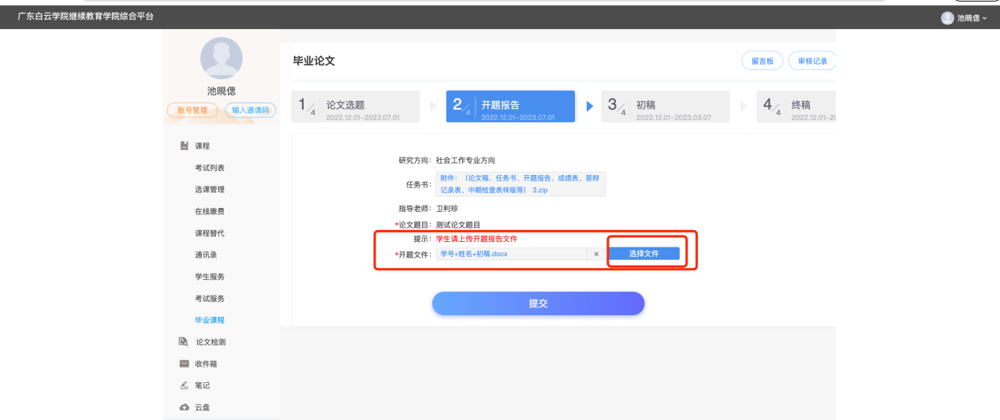 广东白云学院继续教育学院综合平台
池晛偲
池晛偲
账号管理
输入邀请码
课程
考试列表
选课管理
在线缴费
课程替代
通讯录
学生服务
考试服务
毕业课程
论文检测
收件箱
笔记
云盘
毕业论文
留言板
审核记录
1/4 论文选题
2022.12.01-2023.07.01
2/4 开题报告
2022.12.01-2023.07.01
3/4 初稿
2022.12.01-2023.03.07
4/4 终稿
2022.12.01-20
研究方向: 社会工作专业方向
任务书: 附件:(论文稿、任务书、开题报告、成绩表、答辩
记录表、中期检查表样版等) 3.zip
指导老师: 卫利珍
*论文题目: 测试论文题目
提示: 学生请上传开题报告文件
*开题文件: 学号+姓名+初稿.docx × 选择文件
提交